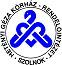 HETÉNYI GÉZA KÓRHÁZ - RENDELŐINTÉZET
SZOLNOK